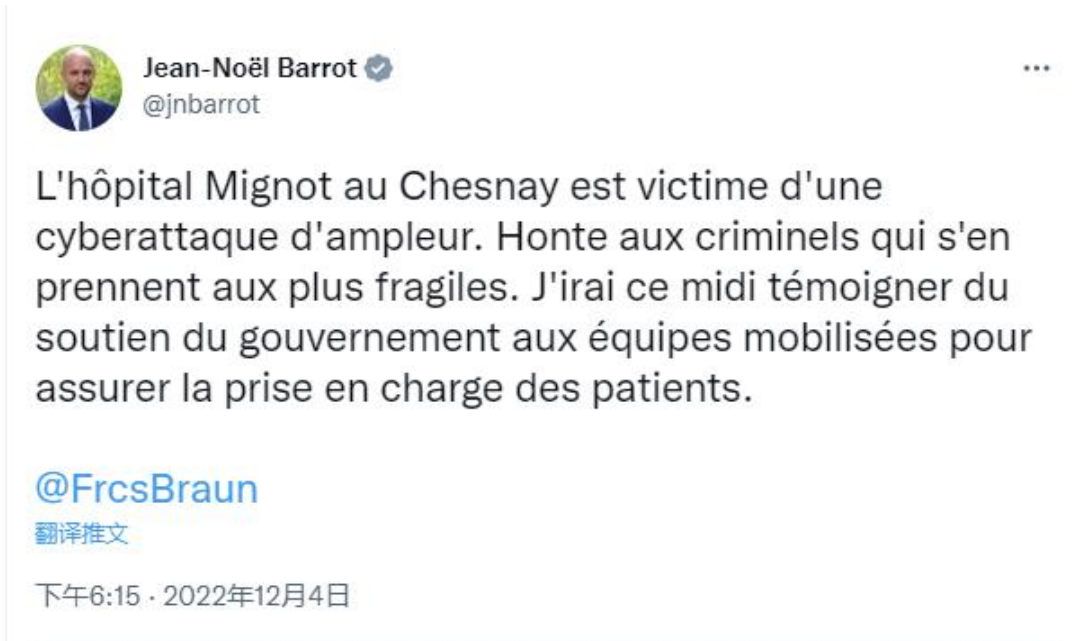 Jean-Noël Barrot
@jnbarrot
L'hôpital Mignot au Chesnay est victime d'une
cyberattaque d'ampleur. Honte aux criminels qui s'en
prennent aux plus fragiles. J'irai ce midi témoigner du
soutien du gouvernement aux équipes mobilisées pour
assurer la prise en charge des patients.
@FrcsBraun
翻译推文
下午6:15 · 2022年12月4日